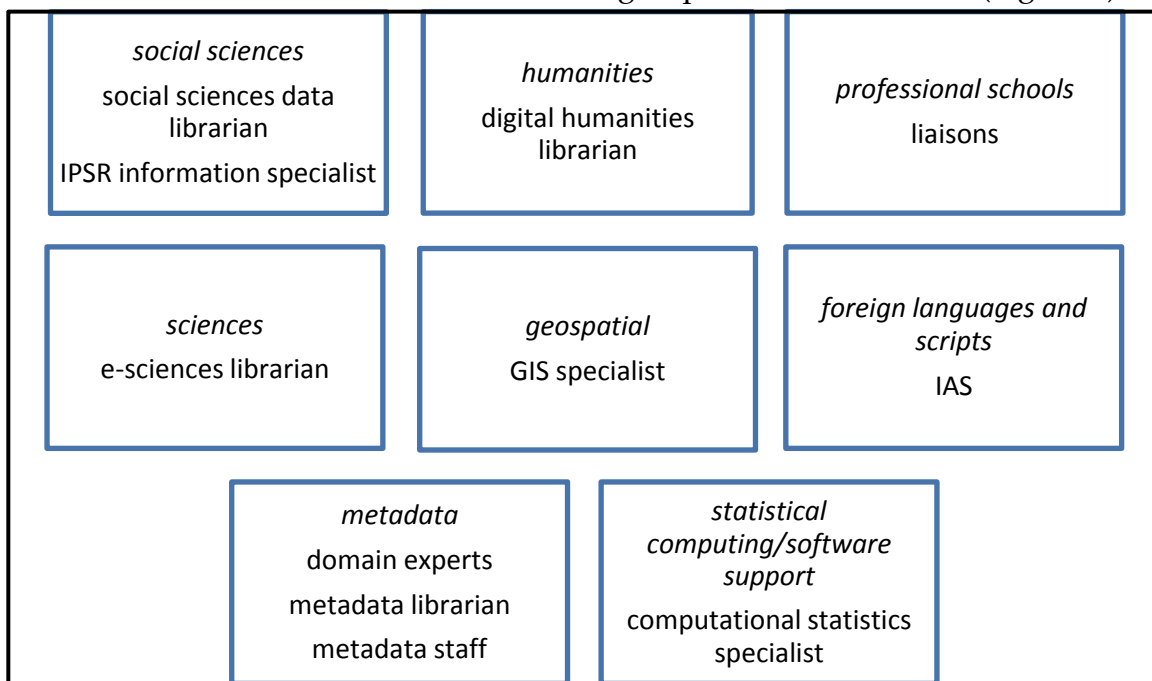 social sciences
social sciences data
librarian
IPSR information specialist
humanities
digital humanities
librarian
professional schools
liaisons
sciences
e-sciences librarian
geospatial
GIS specialist
foreign languages and
scripts
IAS
metadata
domain experts
metadata librarian
metadata staff
statistical
computing/software
support
computational statistics
specialist